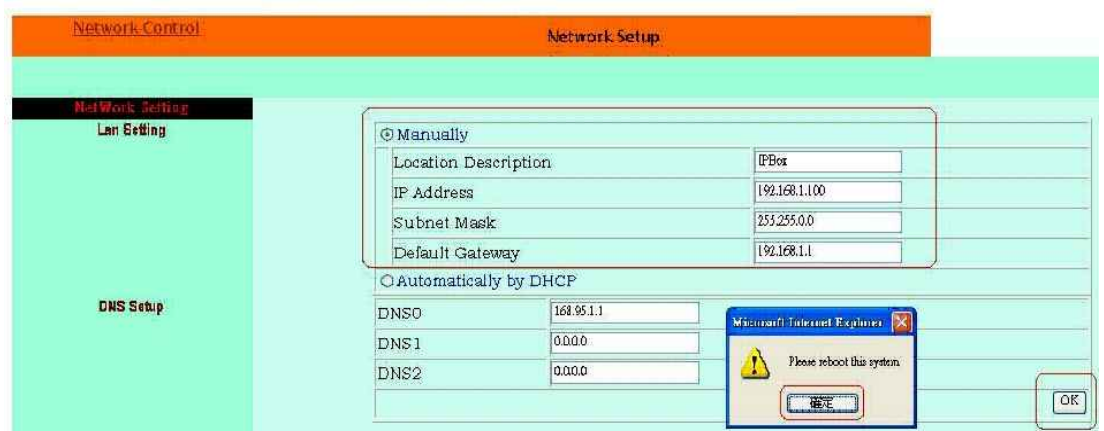 Network Control
Network Setup
NetWork Setting
Lan Setting
Manually
Location Description
IPBox
IP Address
192.168.1.100
Subnet Mask
255.255.0.0
Default Gateway
192.168.1.1
Automatically by DHCP
DNS Setup
DNS0
168.95.1.1
DNS1
0.0.0.0
DNS2
0.0.0.0
Microsoft Internet Explorer
Please reboot this system
確定
OK